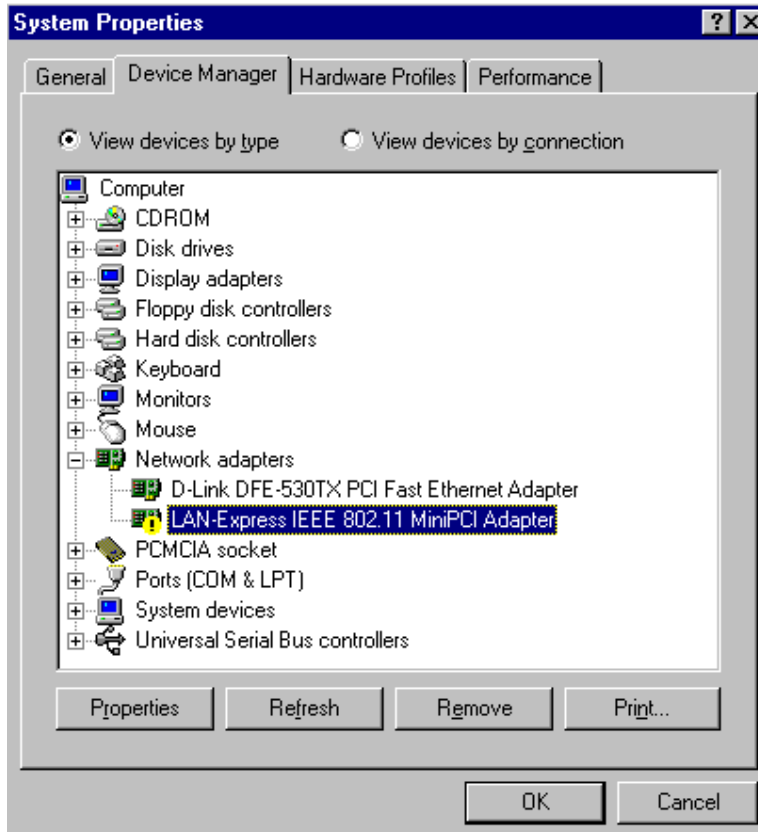 System Properties
General Device Manager Hardware Profiles Performance
View devices by type View devices by connection
Computer
CDROM
Disk drives
Display adapters
Floppy disk controllers
Hard disk controllers
Keyboard
Monitors
Mouse
Network adapters
D-Link DFE-530TX PCI Fast Ethernet Adapter
LAN-Express IEEE 802.11 MiniPCI Adapter
PCMCIA socket
Ports (COM & LPT)
System devices
Universal Serial Bus controllers
Properties Refresh Remove Print...
OK Cancel